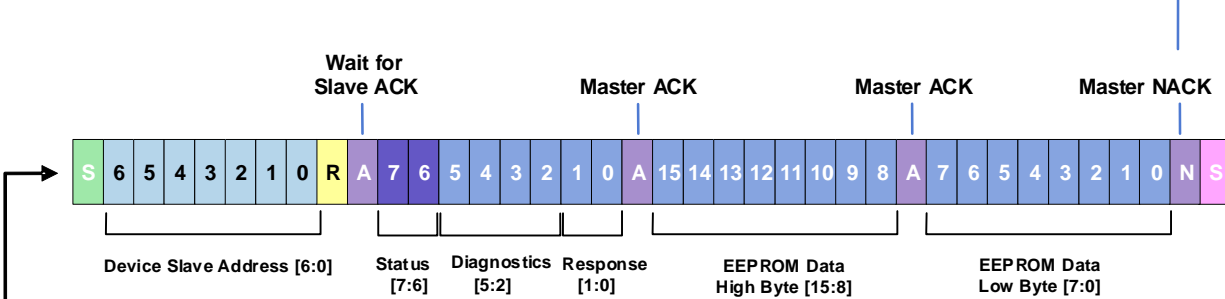 Wait for
Slave ACK
Master ACK
Master ACK
Master NACK
S 6 5 4 3 2 1 0 R A 7 6 5 4 3 2 1 0 A 15 14 13 12 11 10 9 8 A 7 6 5 4 3 2 1 0 N S
Device Slave Address [6:0]
Status
[7:6]
Diagnostics
[5:2]
Response
[1:0]
EEPROM Data
High Byte [15:8]
EEPROM Data
Low Byte [7:0]